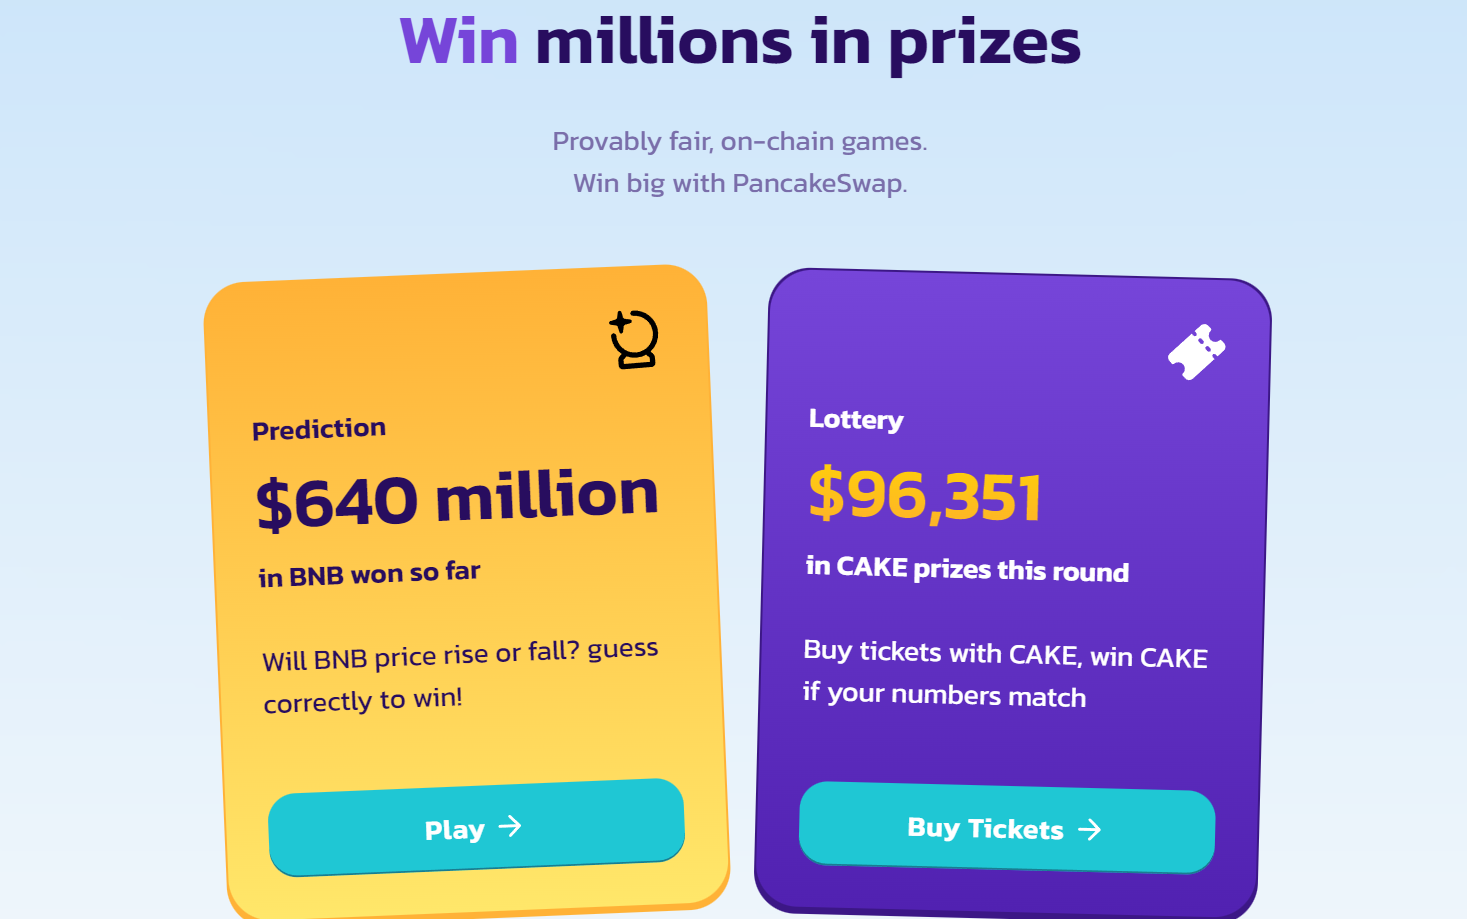 Win millions in prizes
Provably fair, on-chain games.
Win big with PancakeSwap.
Prediction
$640 million
in BNB won so far
Will BNB price rise or fall? guess
correctly to win!
Play →
Lottery
$96,351
in CAKE prizes this round
Buy tickets with CAKE, win CAKE
if your numbers match
Buy Tickets →